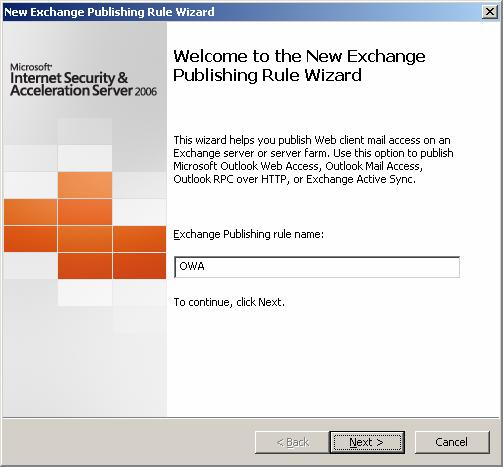 New Exchange Publishing Rule Wizard
Microsoft®
Internet Security &
Acceleration Server 2006
Welcome to the New Exchange
Publishing Rule Wizard
This wizard helps you publish Web client mail access on an
Exchange server or server farm. Use this option to publish
Microsoft Outlook Web Access, Outlook Mail Access,
Outlook RPC over HTTP, or Exchange Active Sync.
Exchange Publishing rule name:
OWA
To continue, click Next.
< Back
Next >
Cancel